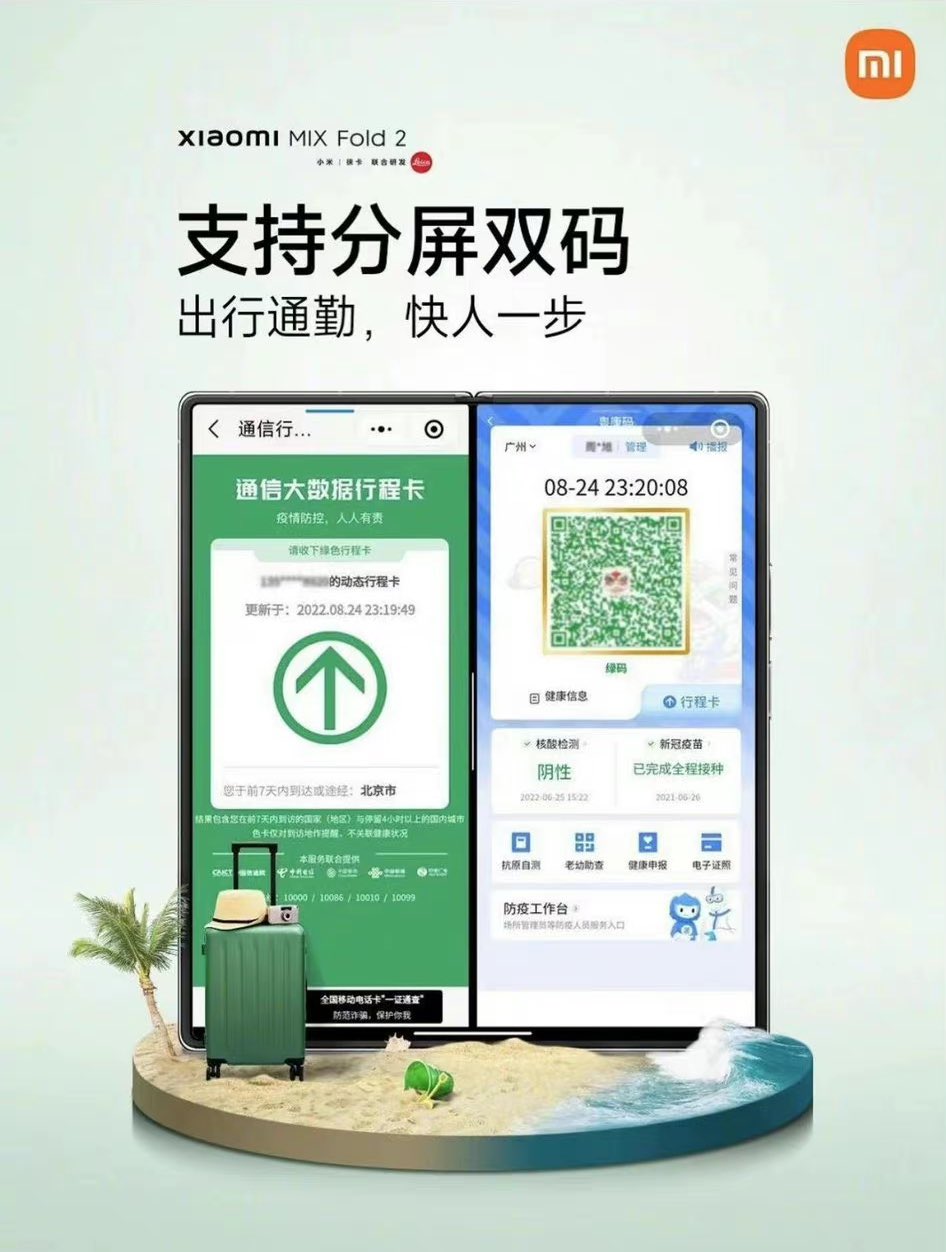 mi
xiaomi MIX Fold 2
小米 | 徕卡 联合研发 Leica
支持分屏双码
出行通勤，快人一步
通信行...
通信大数据行程卡
疫情防控，人人有责
请收下绿色行程卡
的动态行程卡
更新于：2022.08.24 23:19:49
您于前7天内到达或途经：北京市
结果包含您在前7天内到访的国家（地区）与停留4小时以上的国内城市
色卡仅对到访地作提醒、不关联健康状况
本服务联合提供
CAICT 中国信通院 中国电信 中国移动 中国联通 中国广电
10000 / 10086 / 10010 / 10099
全国移动电话卡"一证通查"
防范诈骗，保护你我
粤康码
广州
周*旭 管理
播报
08-24 23:20:08
常见问题
绿码
健康信息
行程卡
核酸检测
阴性
2022-06-25 15:22
新冠疫苗
已完成全程接种
2021-06-26
抗原自测
老幼助查
健康申报
电子证照
防疫工作台
场所管理员等防疫人员服务入口